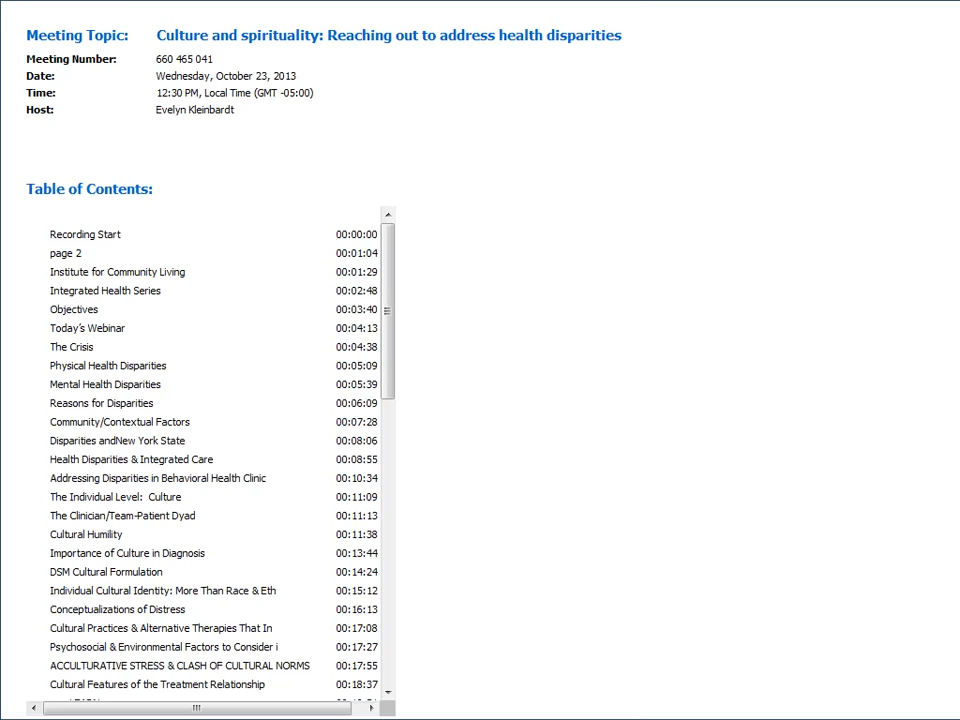 Meeting Topic: Culture and spirituality: Reaching out to address health disparities
Meeting Number: 660 465 041
Date: Wednesday, October 23, 2013
Time: 12:30 PM, Local Time (GMT -05:00)
Host: Evelyn Kleinbardt
Table of Contents:
Recording Start 00:00:00
page 2 00:01:04
Institute for Community Living 00:01:29
Integrated Health Series 00:02:48
Objectives 00:03:40
Today's Webinar 00:04:13
The Crisis 00:04:38
Physical Health Disparities 00:05:09
Mental Health Disparities 00:05:39
Reasons for Disparities 00:06:09
Community/Contextual Factors 00:07:28
Disparities andNew York State 00:08:06
Health Disparities & Integrated Care 00:08:55
Addressing Disparities in Behavioral Health Clinic 00:10:34
The Individual Level:  Culture 00:11:09
The Clinician/Team-Patient Dyad 00:11:13
Cultural Humility 00:11:38
Importance of Culture in Diagnosis 00:13:44
DSM Cultural Formulation 00:14:24
Individual Cultural Identity: More Than Race & Eth 00:15:12
Conceptualizations of Distress 00:16:13
Cultural Practices & Alternative Therapies That In 00:17:08
Psychosocial & Environmental Factors to Consider i 00:17:27
ACCULTURATIVE STRESS & CLASH OF CULTURAL NORMS 00:17:55
Cultural Features of the Treatment Relationship 00:18:37